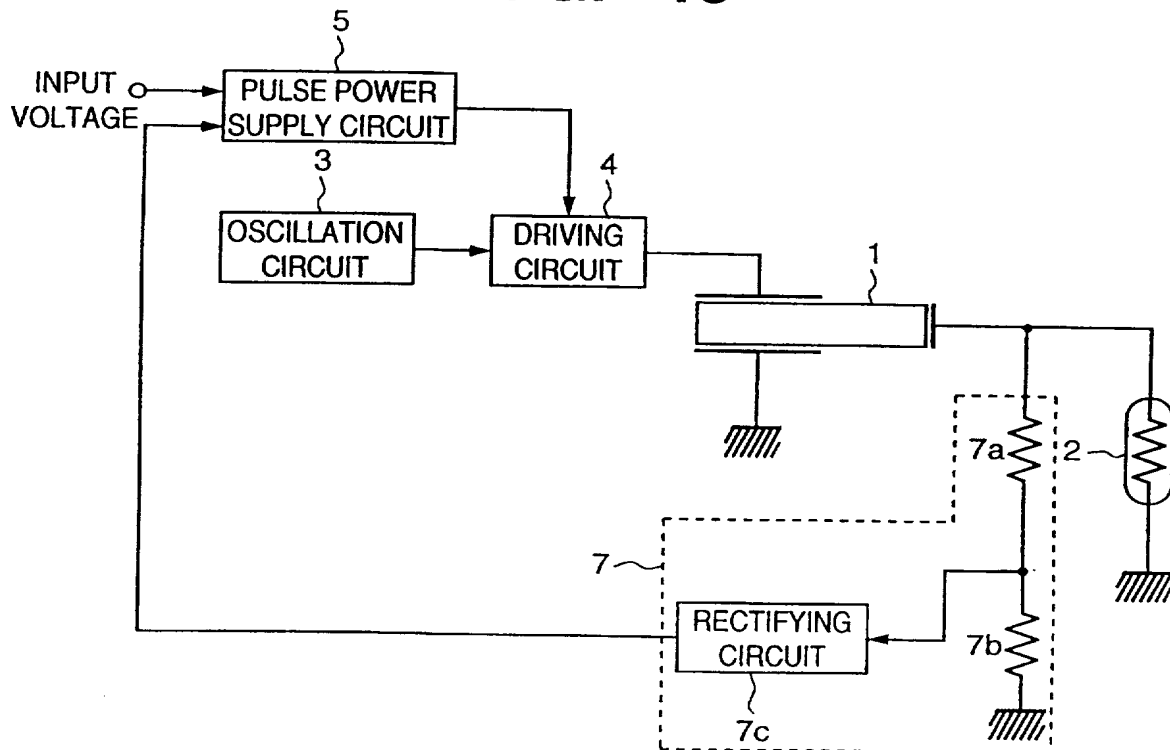 5
INPUT
VOLTAGE
PULSE POWER
SUPPLY CIRCUIT
3
4
OSCILLATION
CIRCUIT
DRIVING
CIRCUIT
1
7a
2
7
RECTIFYING
CIRCUIT
7b
7c